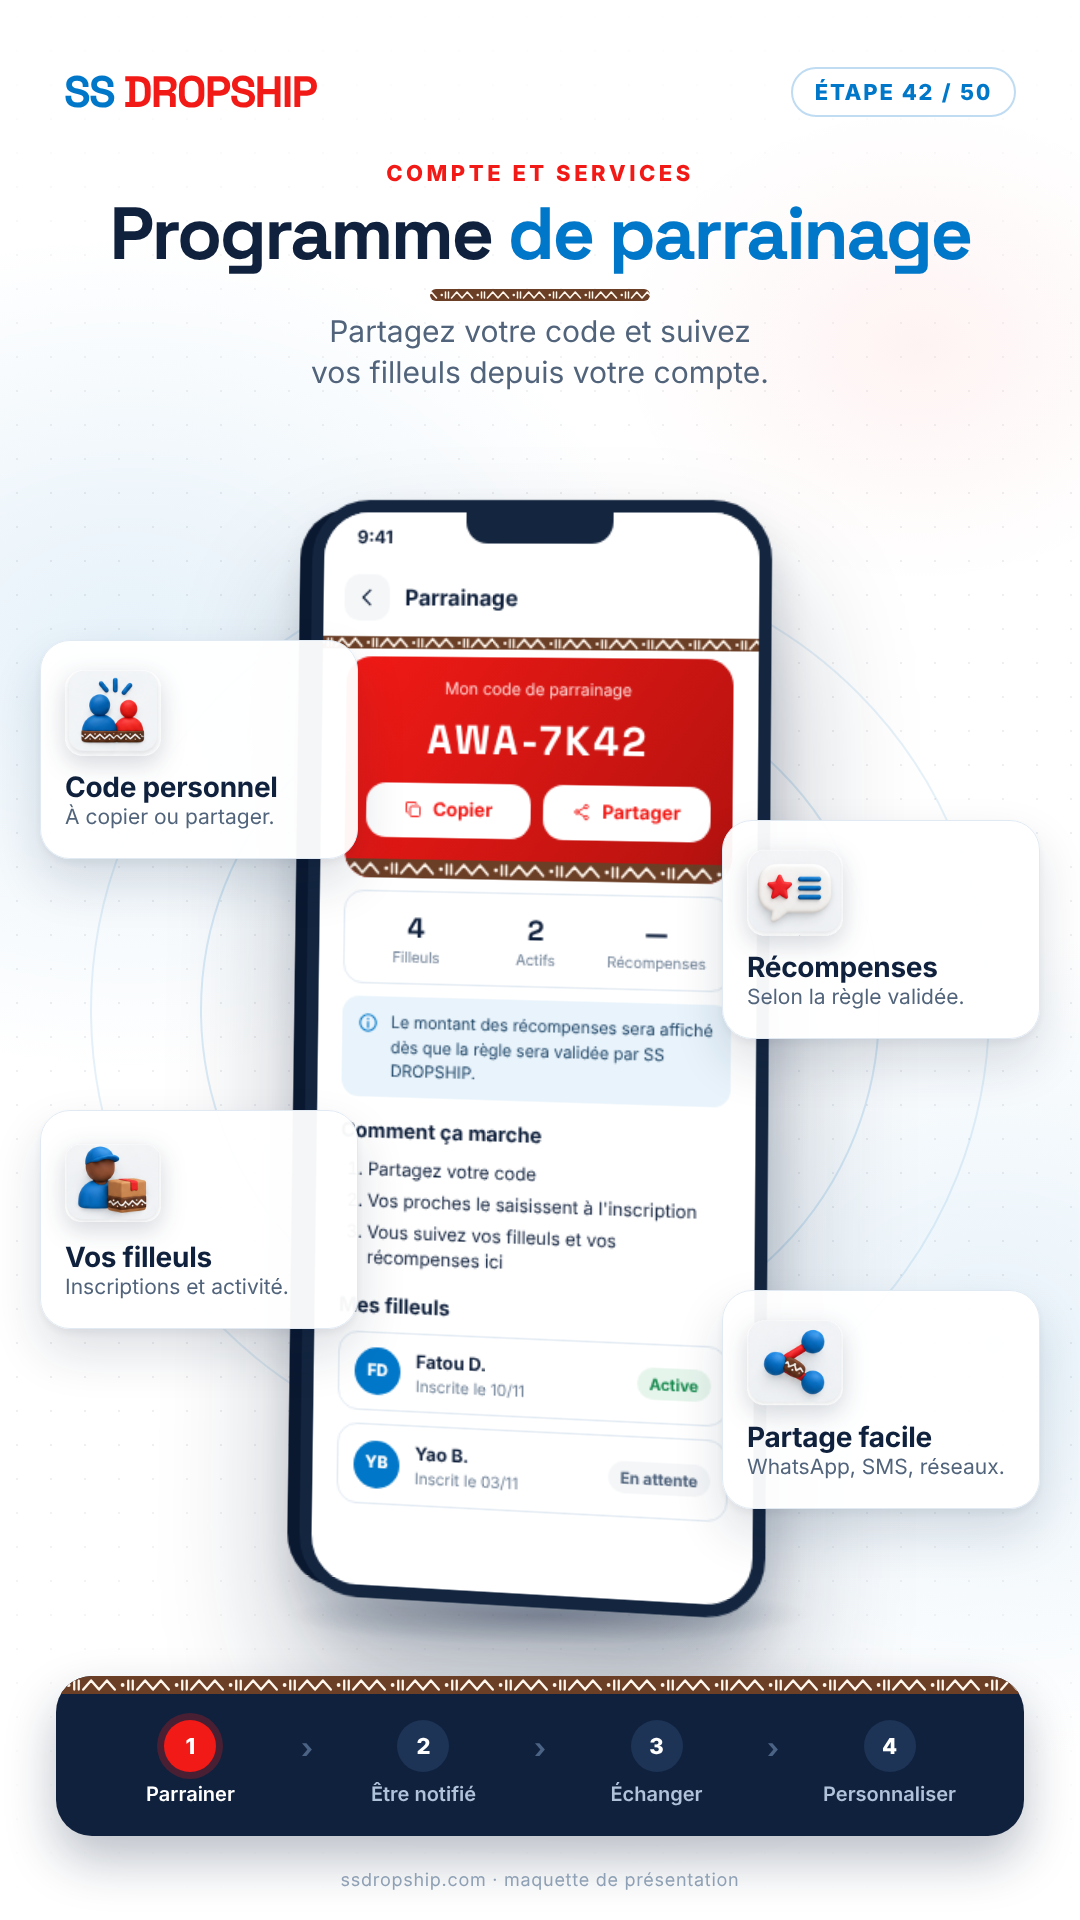 SS DROPSHIP
ÉTAPE 42 / 50
COMPTE ET SERVICES
Programme de parrainage
Partagez votre code et suivez
vos filleuls depuis votre compte.
9:41
Parrainage
Mon code de parrainage
AWA-7K42
Copier
Partager
Code personnel
À copier ou partager.
4
Filleuls
2
Actifs
—
Récompenses
Récompenses
Selon la règle validée.
Le montant des récompenses sera affiché
dès que la règle sera validée par SS
DROPSHIP.
Comment ça marche
1. Partagez votre code
2. Vos proches le saisissent à l'inscription
3. Vous suivez vos filleuls et vos
récompenses ici
Vos filleuls
Inscriptions et activité.
Mes filleuls
FD
Fatou D.
Inscrite le 10/11
Active
YB
Yao B.
Inscrit le 03/11
En attente
Partage facile
WhatsApp, SMS, réseaux.
1
Parrainer
›
2
Être notifié
›
3
Échanger
›
4
Personnaliser
ssdropship.com · maquette de présentation